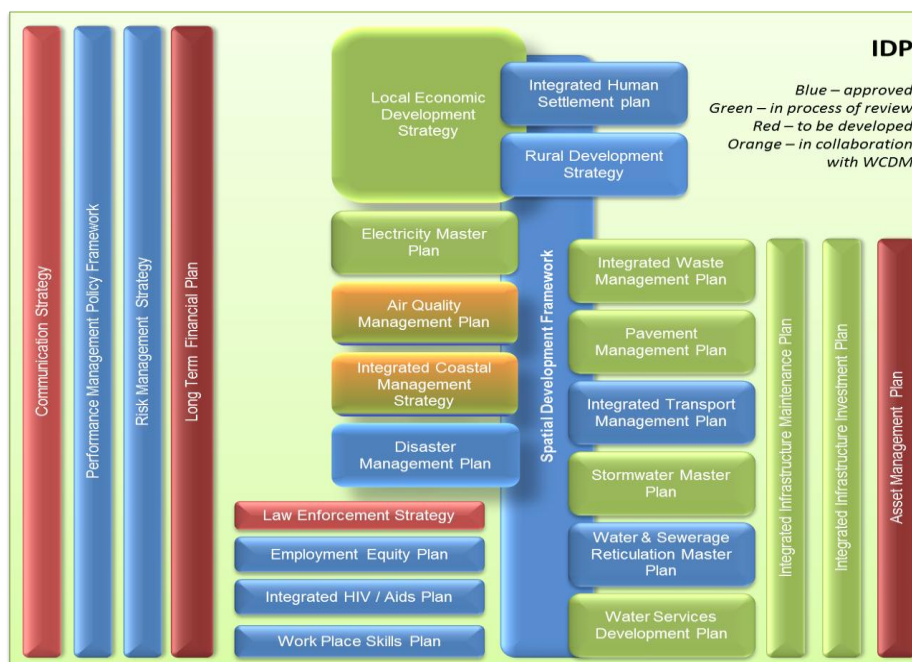 IDP
Blue – approved
Green – in process of review
Red – to be developed
Orange – in collaboration
with WCDM
Communication Strategy
Performance Management Policy Framework
Risk Management Strategy
Long Term Financial Plan
Local Economic
Development
Strategy
Integrated Human
Settlement plan
Rural Development
Strategy
Electricity Master
Plan
Air Quality
Management Plan
Integrated Coastal
Management
Strategy
Disaster
Management Plan
Law Enforcement Strategy
Employment Equity Plan
Integrated HIV / Aids Plan
Work Place Skills Plan
Spatial Development Framework
Integrated Waste
Management Plan
Pavement
Management Plan
Integrated Transport
Management Plan
Stormwater Master
Plan
Water & Sewerage
Reticulation Master
Plan
Water Services
Development Plan
Integrated Infrastructure Maintenance Plan
Integrated Infrastructure Investment Plan
Asset Management Plan